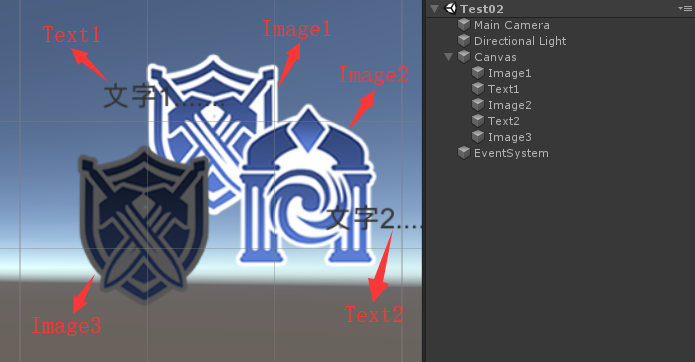 Text1
Image1
Image2
文字1.......
文字2....
Image3
Text2
Test02
Main Camera
Directional Light
Canvas
Image1
Text1
Image2
Text2
Image3
EventSystem